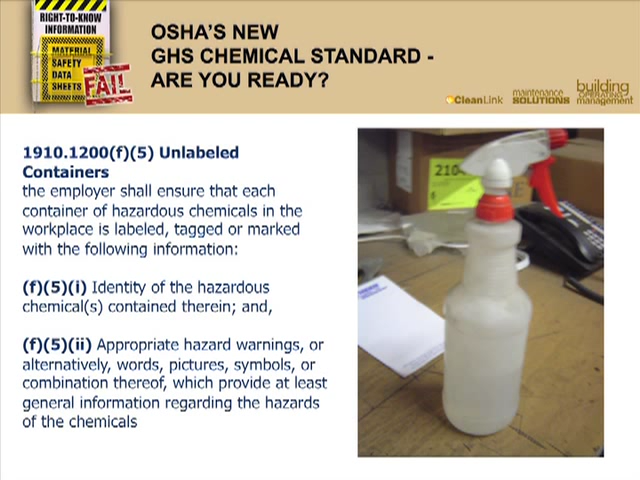 RIGHT-TO-KNOW
INFORMATION
MATERIAL
SAFETY
DATA
SHEETS
FAIL
OSHA'S NEW
GHS CHEMICAL STANDARD -
ARE YOU READY?
CleanLink
maintenance
SOLUTIONS
building
OPERATING
management
1910.1200(f)(5) Unlabeled
Containers
the employer shall ensure that each
container of hazardous chemicals in the
workplace is labeled, tagged or marked
with the following information:
(f)(5)(i) Identity of the hazardous
chemical(s) contained therein; and,
(f)(5)(ii) Appropriate hazard warnings, or
alternatively, words, pictures, symbols, or
combination thereof, which provide at least
general information regarding the hazards
of the chemicals